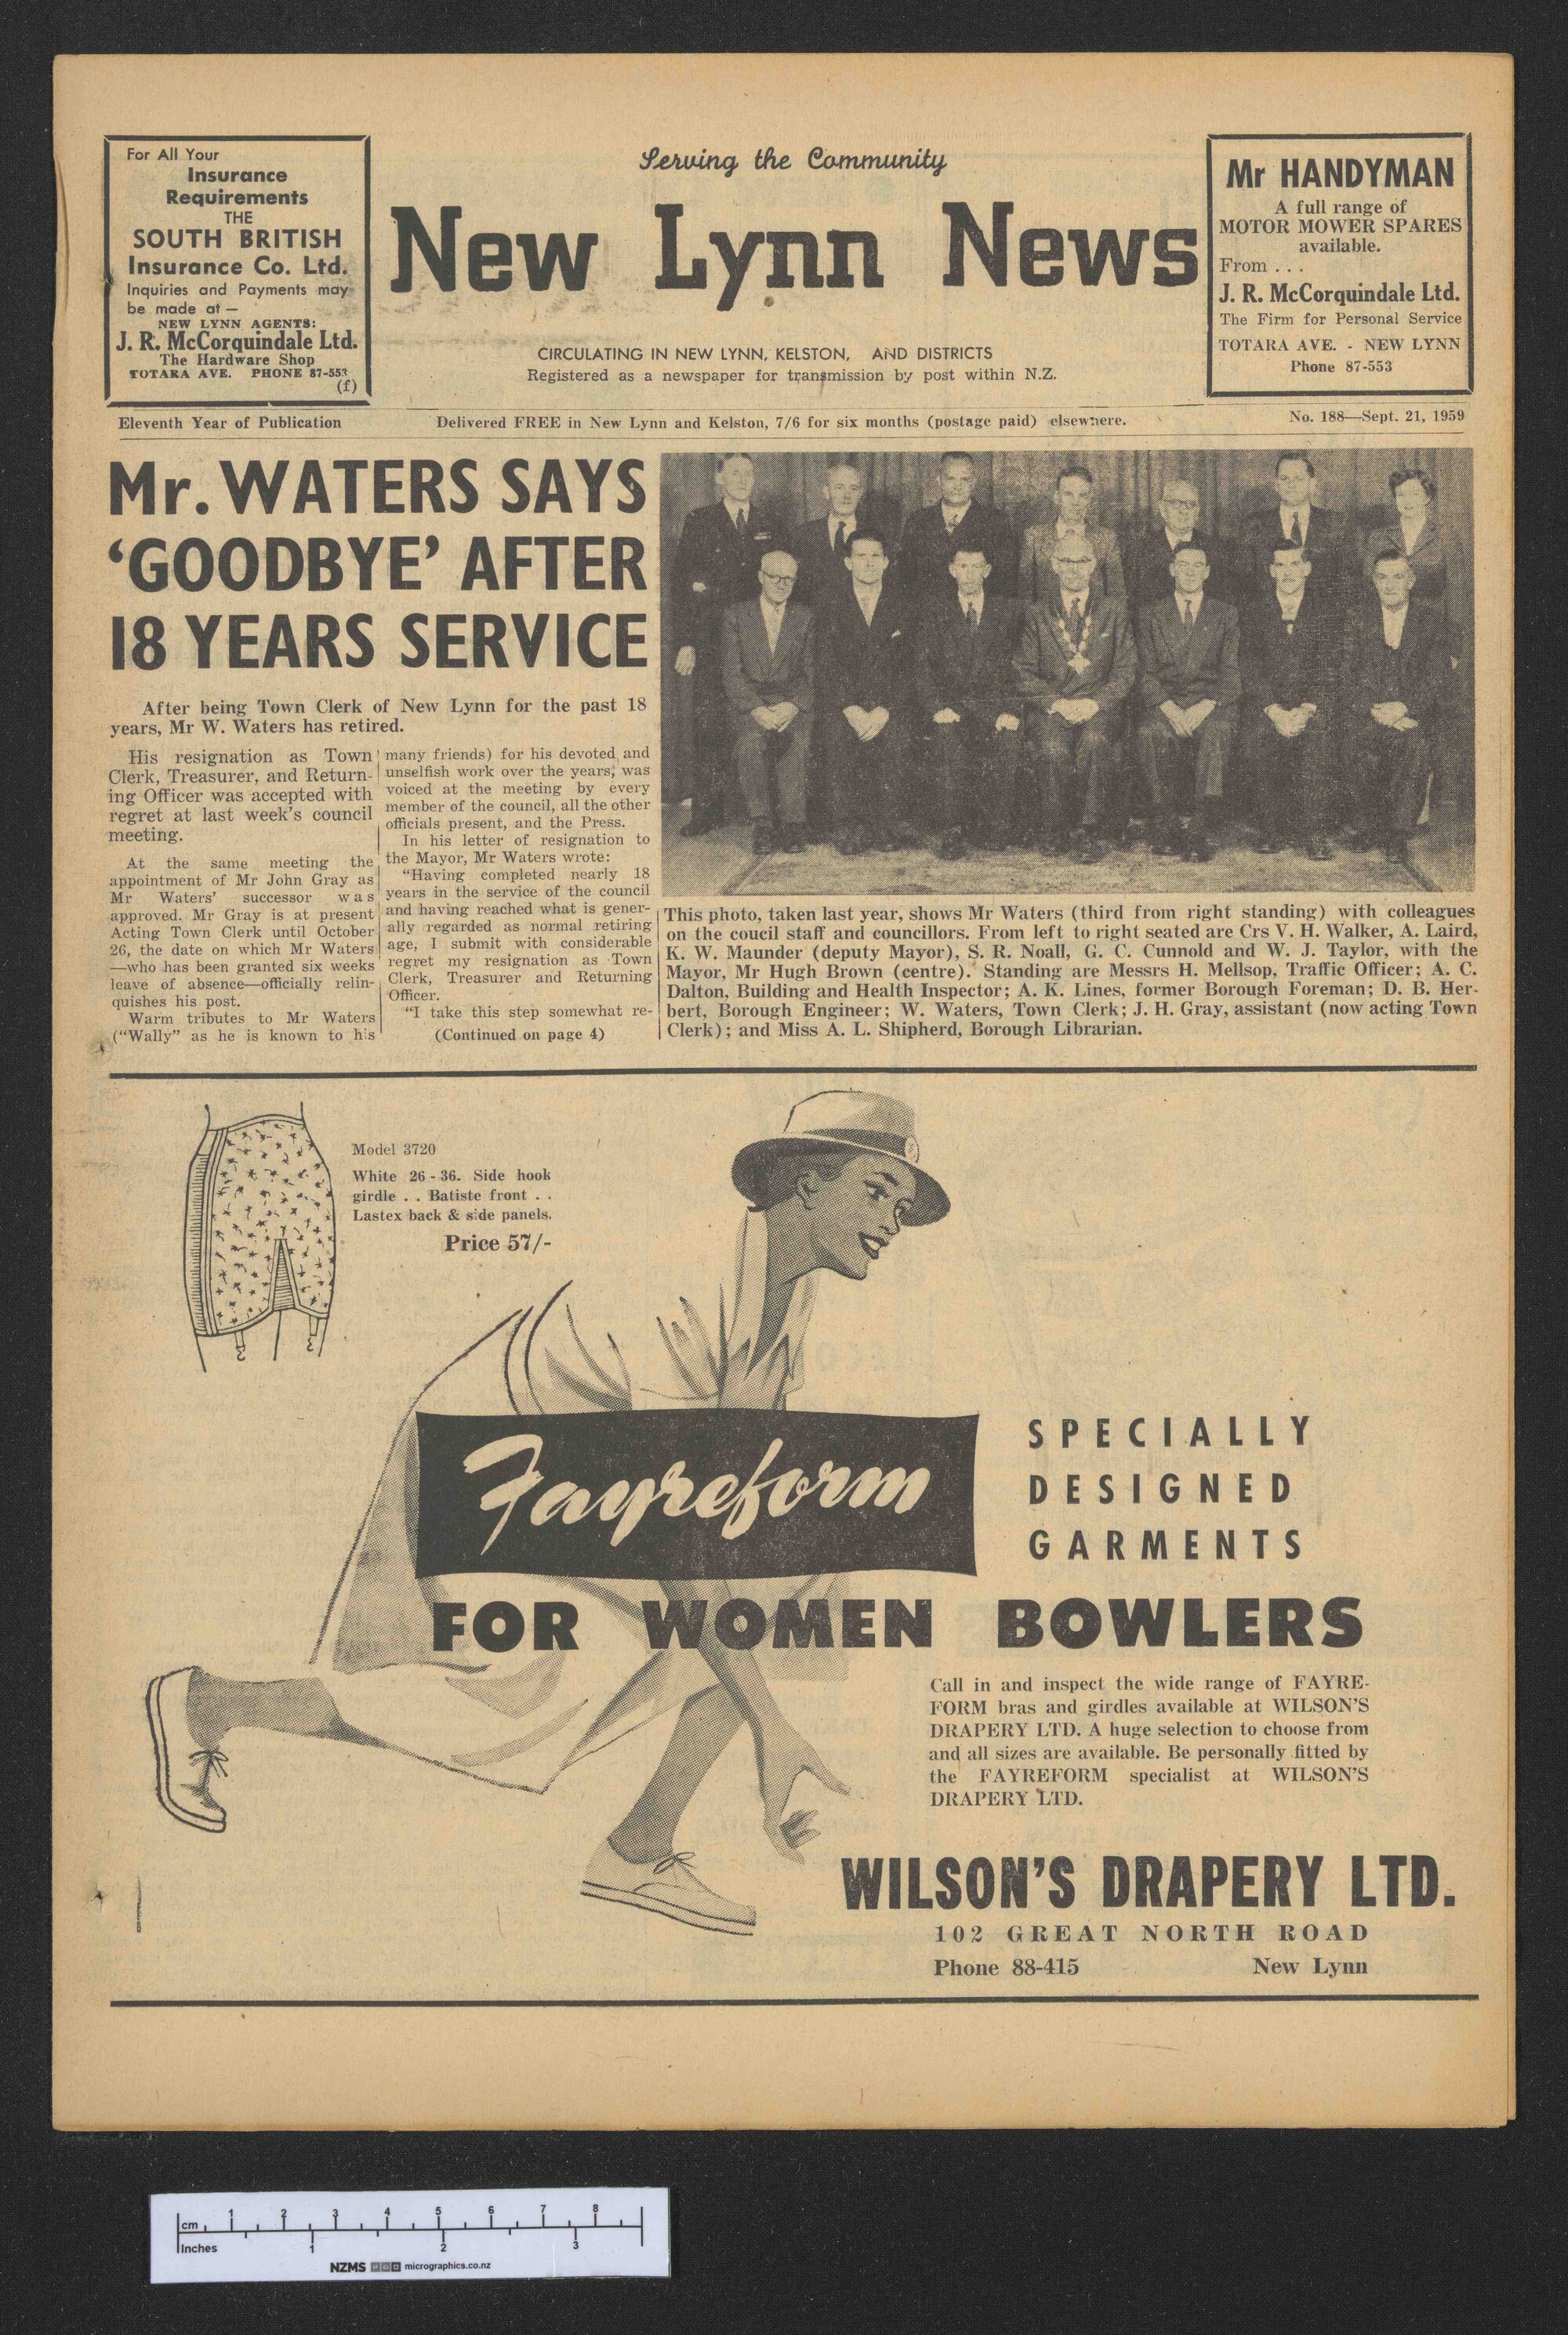 For All Your
Insurance
Requirements
THE
SOUTH BRITISH
Insurance Co. Ltd.
Inquiries and Payments may
be made at —
NEW LYNN AGENTS:
J. R. McCorquindale Ltd.
The Hardware Shop
TOTARA AVE. PHONE 87-553
(f)
Serving the Community
New Lynn News
CIRCULATING IN NEW LYNN, KELSTON, AND DISTRICTS
Registered as a newspaper for transmission by post within N.Z.
Mr HANDYMAN
A full range of
MOTOR MOWER SPARES
available.
From . . .
J. R. McCorquindale Ltd.
The Firm for Personal Service
TOTARA AVE. - NEW LYNN
Phone 87-553
Eleventh Year of Publication
Delivered FREE in New Lynn and Kelston, 7/6 for six months (postage paid) elsewhere.
No. 188—Sept. 21, 1959
Mr. WATERS SAYS
‘GOODBYE’ AFTER
18 YEARS SERVICE
After being Town Clerk of New Lynn for the past 18
years, Mr W. Waters has retired.
His resignation as Town
Clerk, Treasurer, and Return-
ing Officer was accepted with
regret at last week's council
meeting.
At the same meeting the
appointment of Mr John Gray as
Mr Waters' successor was
approved. Mr Gray is at present
Acting Town Clerk until October
26, the date on which Mr Waters
—who has been granted six weeks
leave of absence—officially relin-
quishes his post.
Warm tributes to Mr Waters
(“Wally” as he is known to his
many friends) for his devoted and
unselfish work over the years, was
voiced at the meeting by every
member of the council, all the other
officials present, and the Press.
In his letter of resignation to
the Mayor, Mr Waters wrote:
“Having completed nearly 18
years in the service of the council
and having reached what is gener-
ally regarded as normal retiring
age, I submit with considerable
regret my resignation as Town
Clerk, Treasurer and Returning
Officer.
“I take this step somewhat re-
(Continued on page 4)
This photo, taken last year, shows Mr Waters (third from right standing) with colleagues
on the coucil staff and councillors. From left to right seated are Crs V. H. Walker, A. Laird,
K. W. Maunder (deputy Mayor), S. R. Noall, G. C. Cunnold and W. J. Taylor, with the
Mayor, Mr Hugh Brown (centre). Standing are Messrs H. Mellsop, Traffic Officer; A. C.
Dalton, Building and Health Inspector; A. K. Lines, former Borough Foreman; D. B. Her-
bert, Borough Engineer; W. Waters, Town Clerk; J. H. Gray, assistant (now acting Town
Clerk); and Miss A. L. Shipherd, Borough Librarian.
Model 3720
White 26 - 36. Side hook
girdle . . Batiste front . .
Lastex back & side panels.
Price 57/-
Fayreform
SPECIALLY
DESIGNED
GARMENTS
FOR WOMEN BOWLERS
Call in and inspect the wide range of FAYRE-
FORM bras and girdles available at WILSON'S
DRAPERY LTD. A huge selection to choose from
and all sizes are available. Be personally fitted by
the FAYREFORM specialist at WILSON'S
DRAPERY LTD.
WILSON'S DRAPERY LTD.
102 GREAT NORTH ROAD
Phone 88-415 New Lynn
cm 1 2 3 4 5 6 7 8
Inches 1 2 3
NZMS micrographics.co.nz